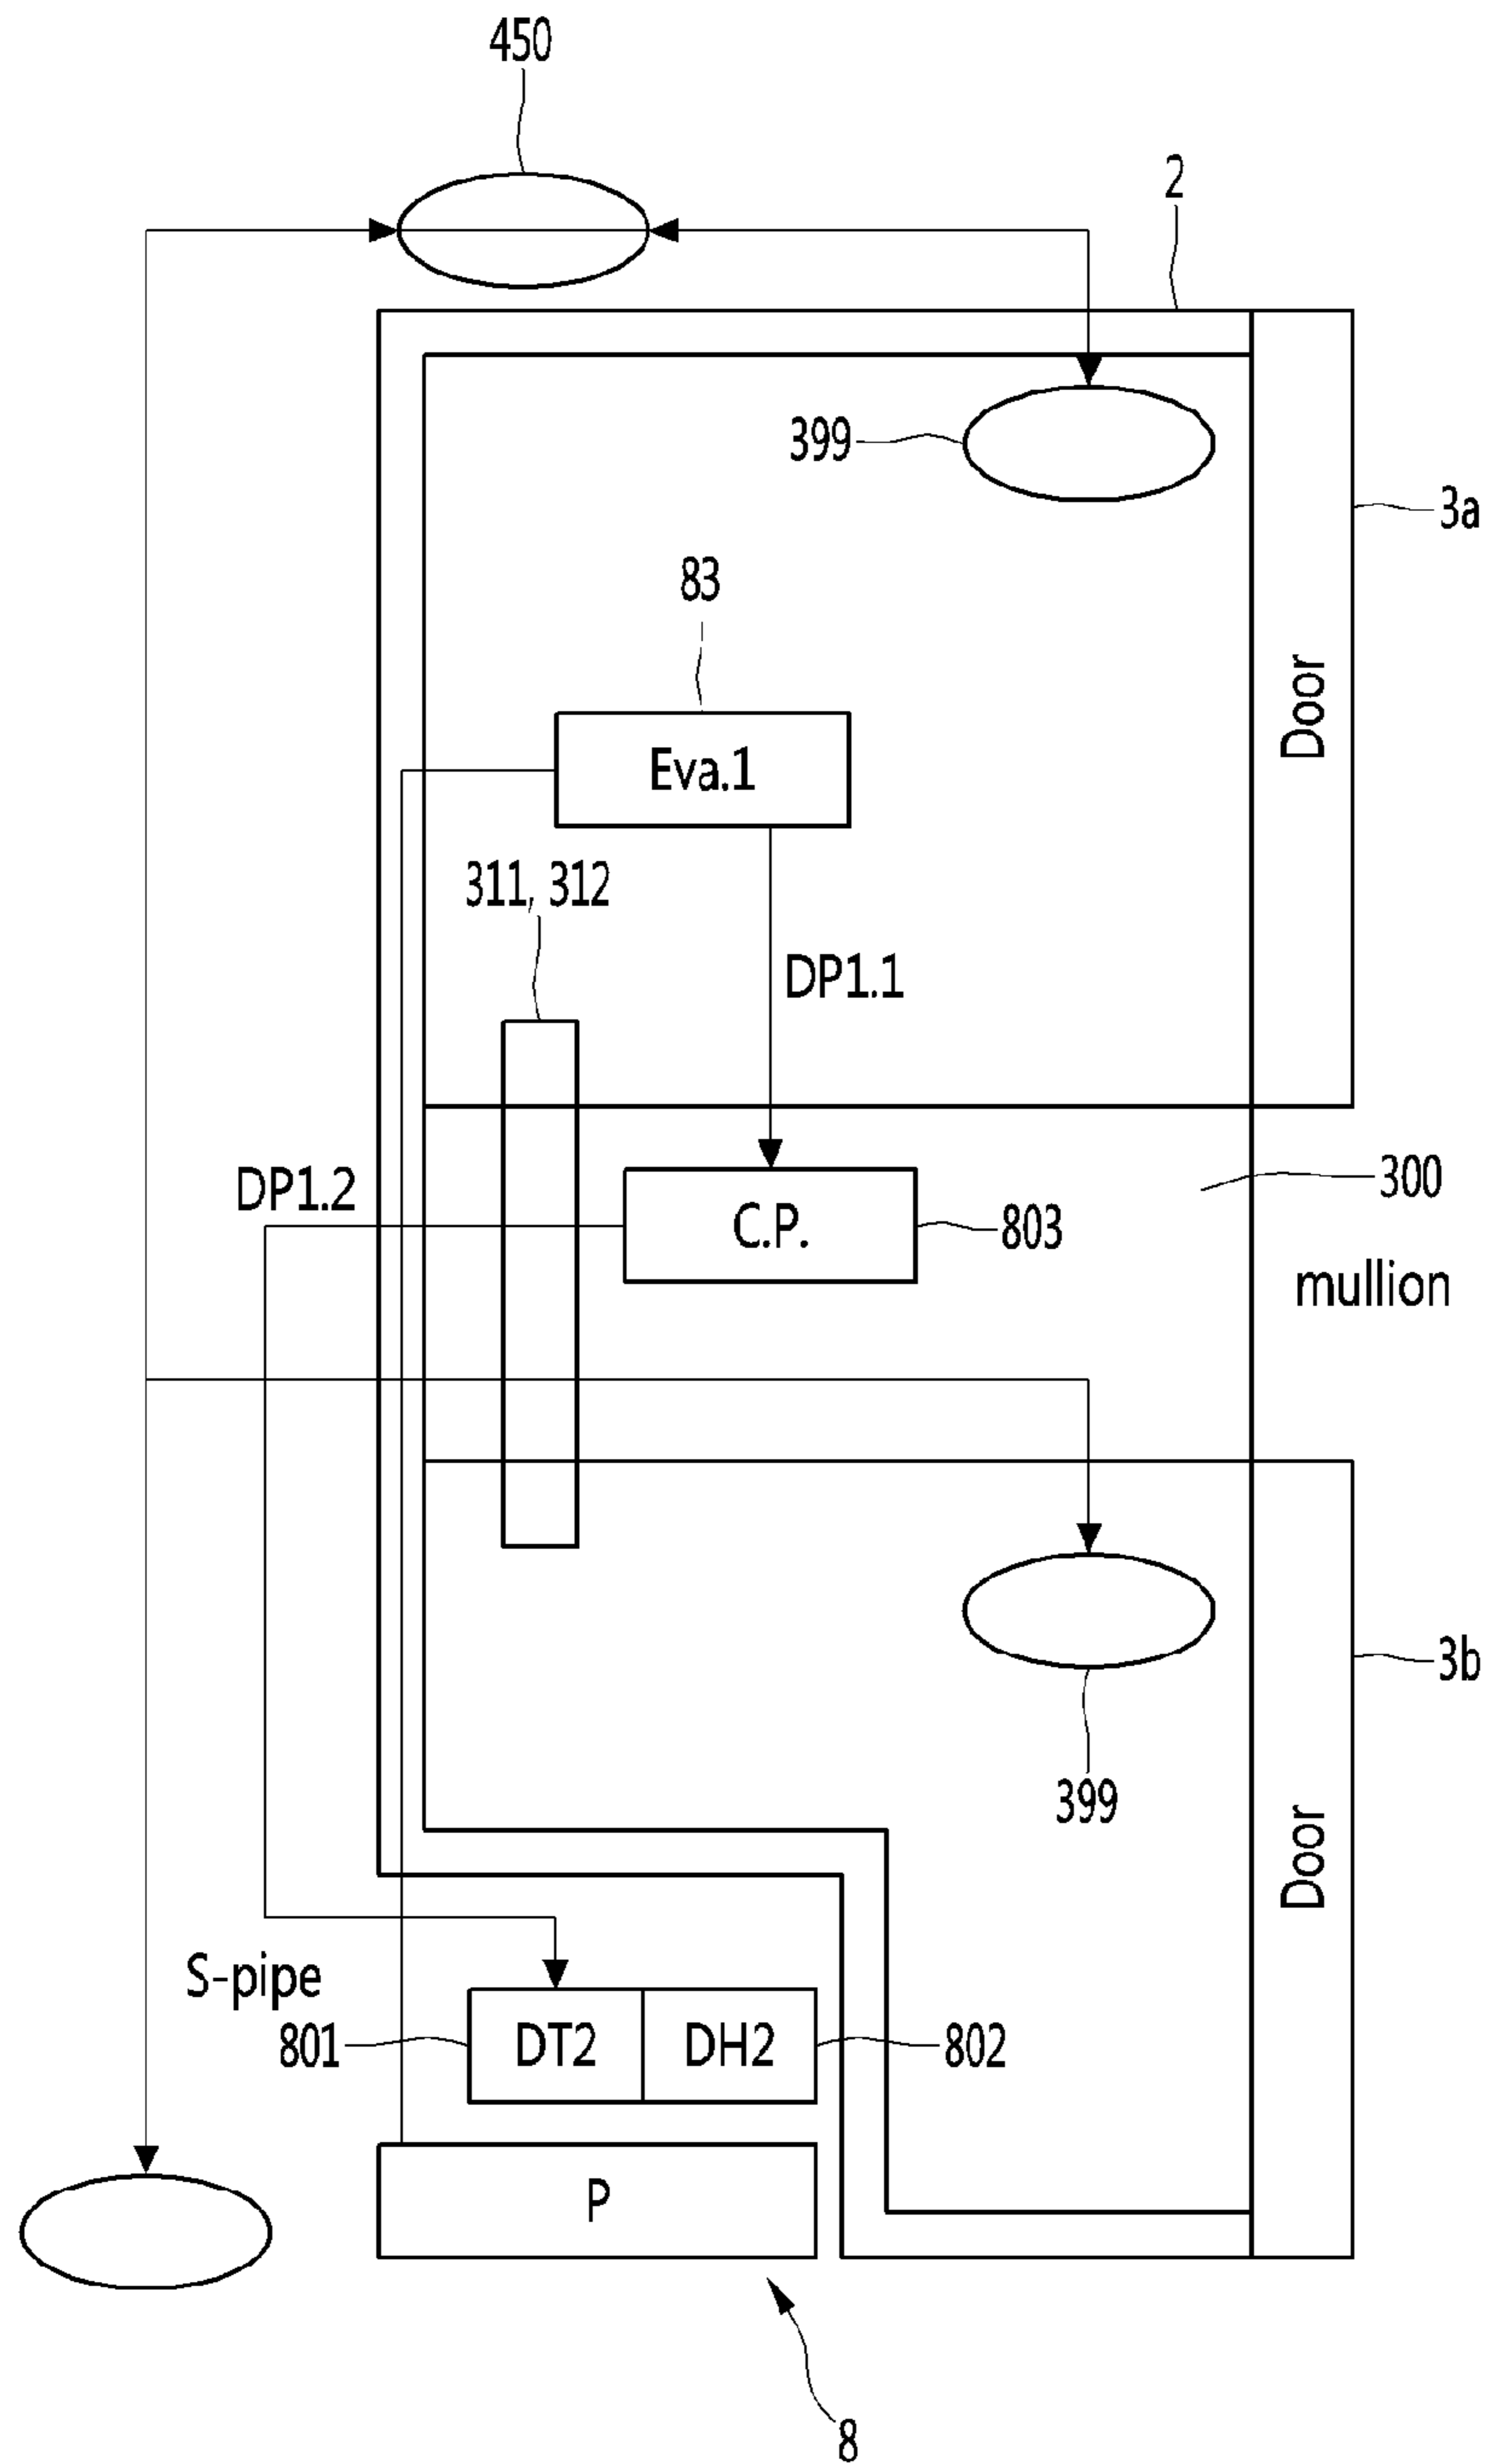 450
2
399
3a
83
Door
Eva.1
311, 312
DP1.1
DP1.2
300
C.P.
803
mullion
3b
399
Door
S-pipe
801
DT2
DH2
802
P
8